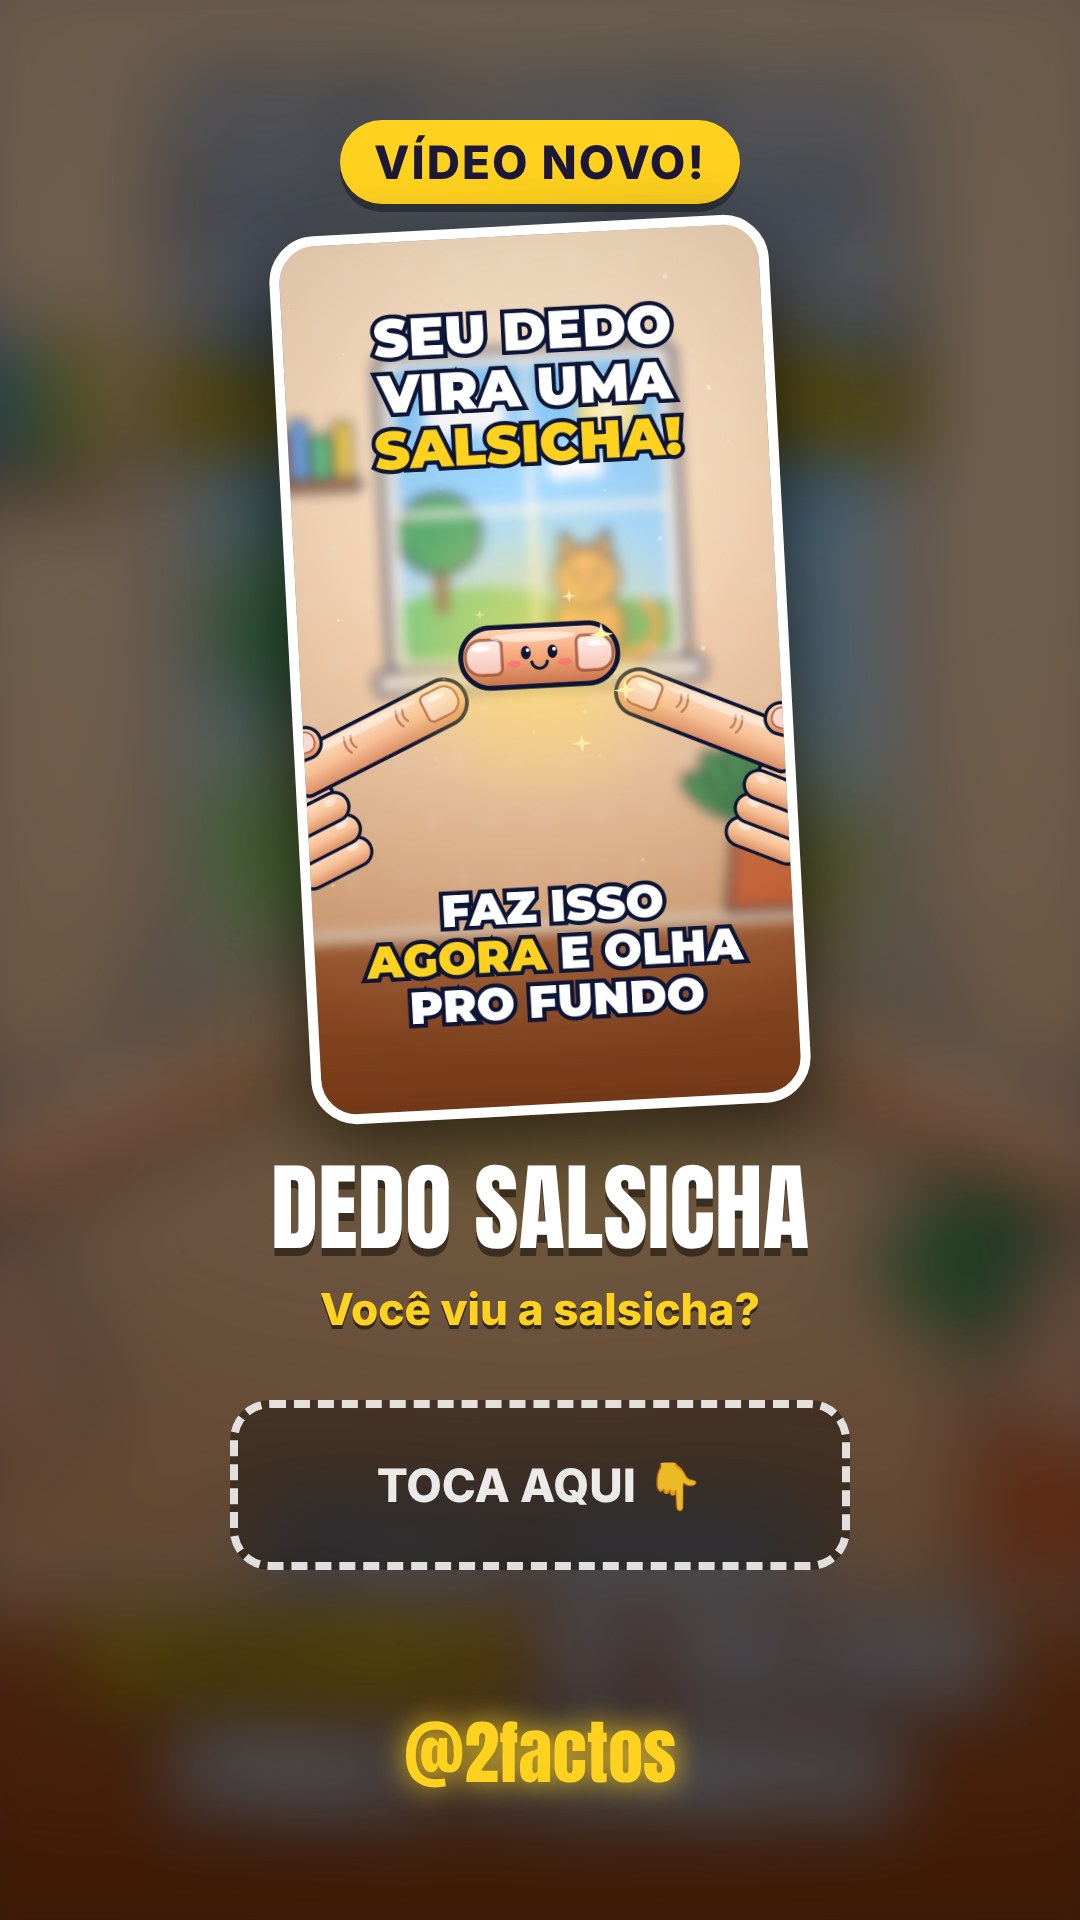 VÍDEO NOVO!
SEU DEDO
VIRA UMA
SALSICHA!
FAZ ISSO
AGORA E OLHA
PRO FUNDO
DEDO SALSICHA
Você viu a salsicha?
TOCA AQUI 👇
@2factos